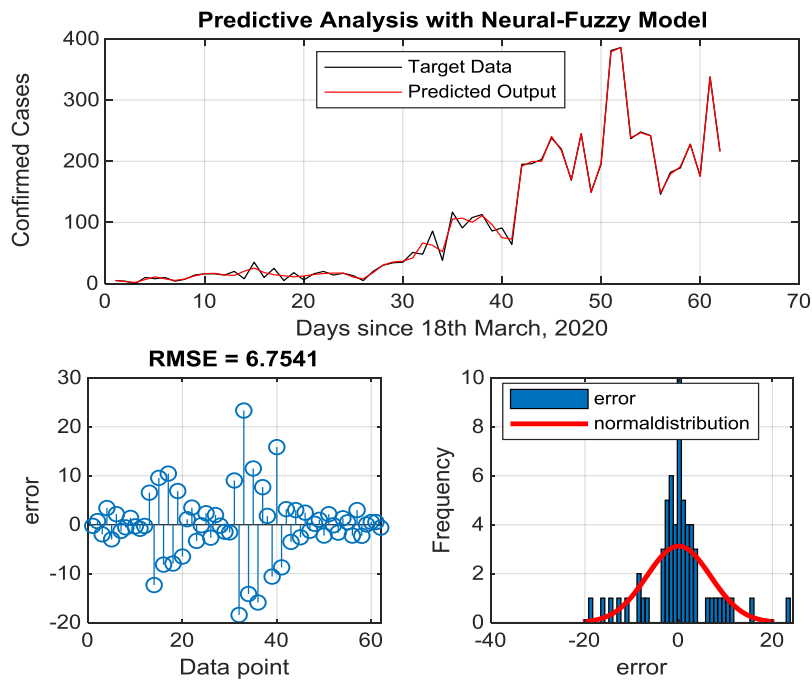 Predictive Analysis with Neural-Fuzzy Model
400
300
200
100
0
Confirmed Cases
Target Data
Predicted Output
0 10 20 30 40 50 60 70
Days since 18th March, 2020
RMSE = 6.7541
30
20
10
0
-10
-20
error
0 20 40 60
Data point
10
8
6
4
2
0
Frequency
error
normaldistribution
-40 -20 0 20
error